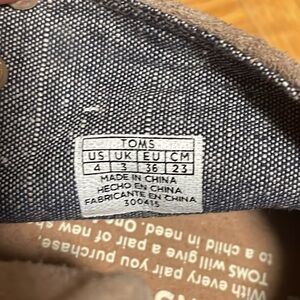 TOMS
US UK EU CM
4 3 36 23
MADE IN CHINA
HECHO EN CHINA
FABRICANTE EN CHINA
300415
With every pair you purchase,
TOMS will give a pair of new sh
to a child in need. One